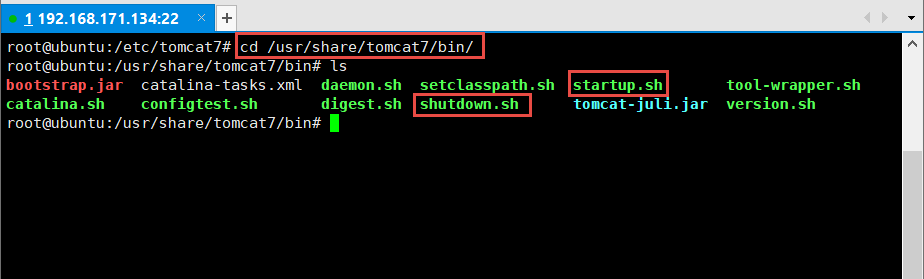 1 192.168.171.134:22 × +
root@ubuntu:/etc/tomcat7# cd /usr/share/tomcat7/bin/
root@ubuntu:/usr/share/tomcat7/bin# ls
bootstrap.jar catalina-tasks.xml daemon.sh setclasspath.sh startup.sh tool-wrapper.sh
catalina.sh configtest.sh digest.sh shutdown.sh tomcat-juli.jar version.sh
root@ubuntu:/usr/share/tomcat7/bin#